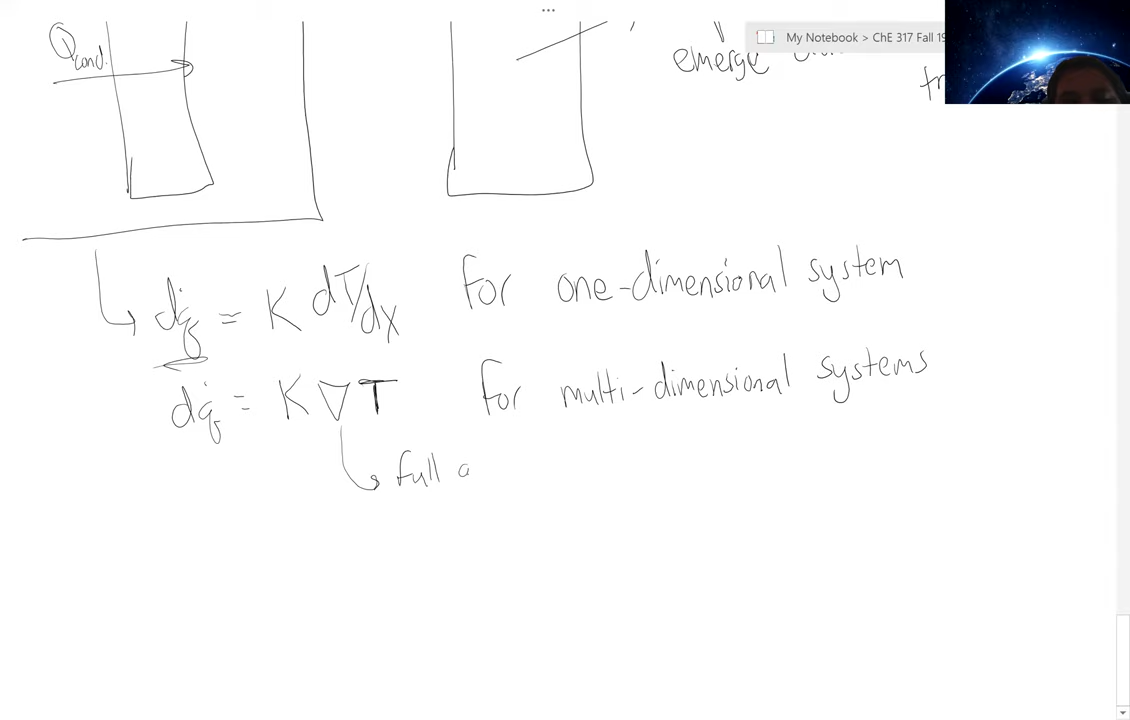 Qcond.
My Notebook > ChE 317 Fall 19
emerge
dq̇ = K dT/dx for one-dimensional system
dq̇ = K ∇ T for multi-dimensional systems
full